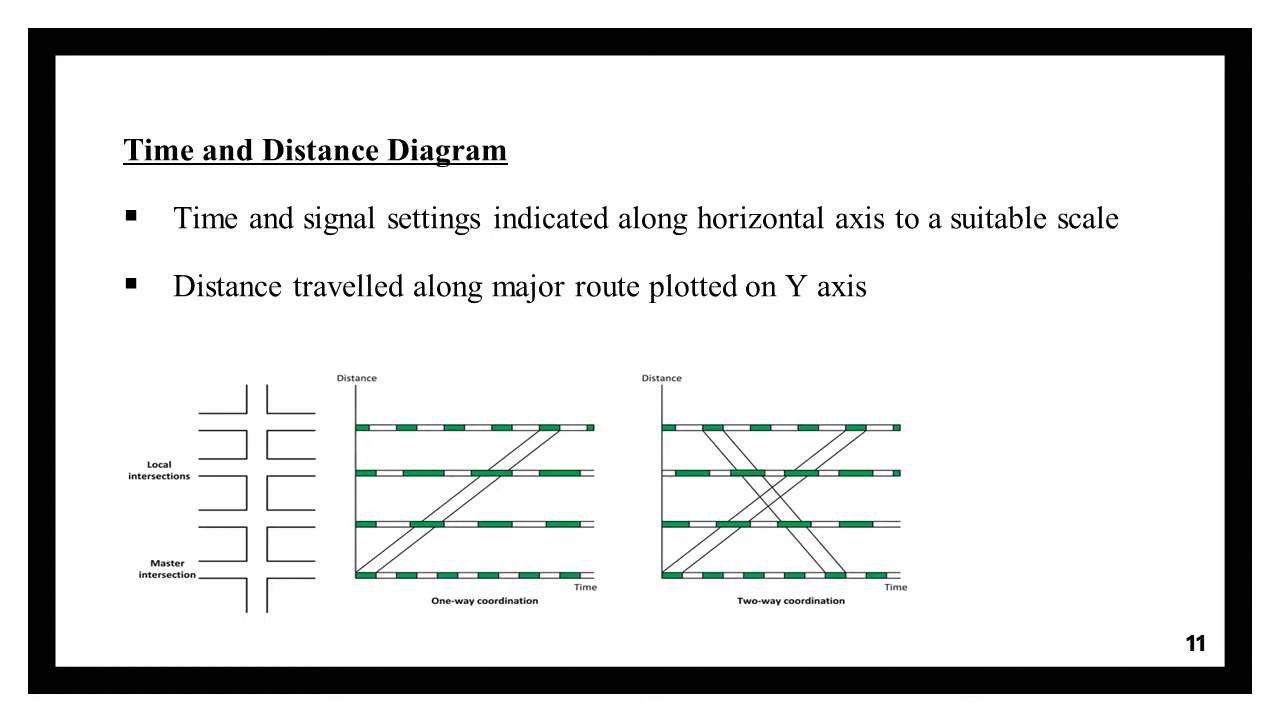 Time and Distance Diagram
▪ Time and signal settings indicated along horizontal axis to a suitable scale
▪ Distance travelled along major route plotted on Y axis
Distance
Distance
Local
intersections
Master
intersection
Time
Time
One-way coordination
Two-way coordination
11